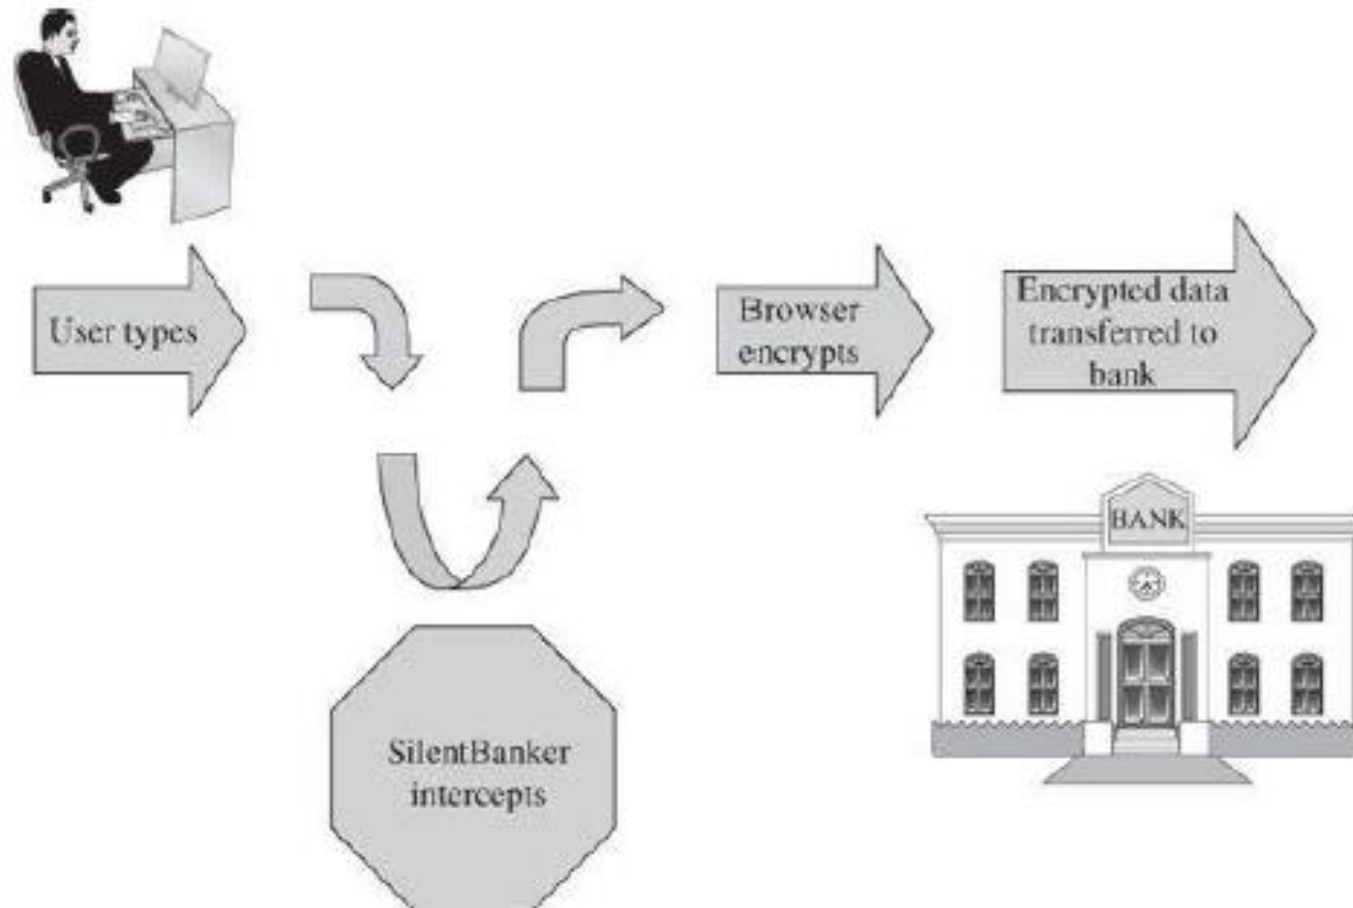 User types
Browser
encrypts
Encrypted data
transferred to
bank
BANK
SilentBanker
intercepts